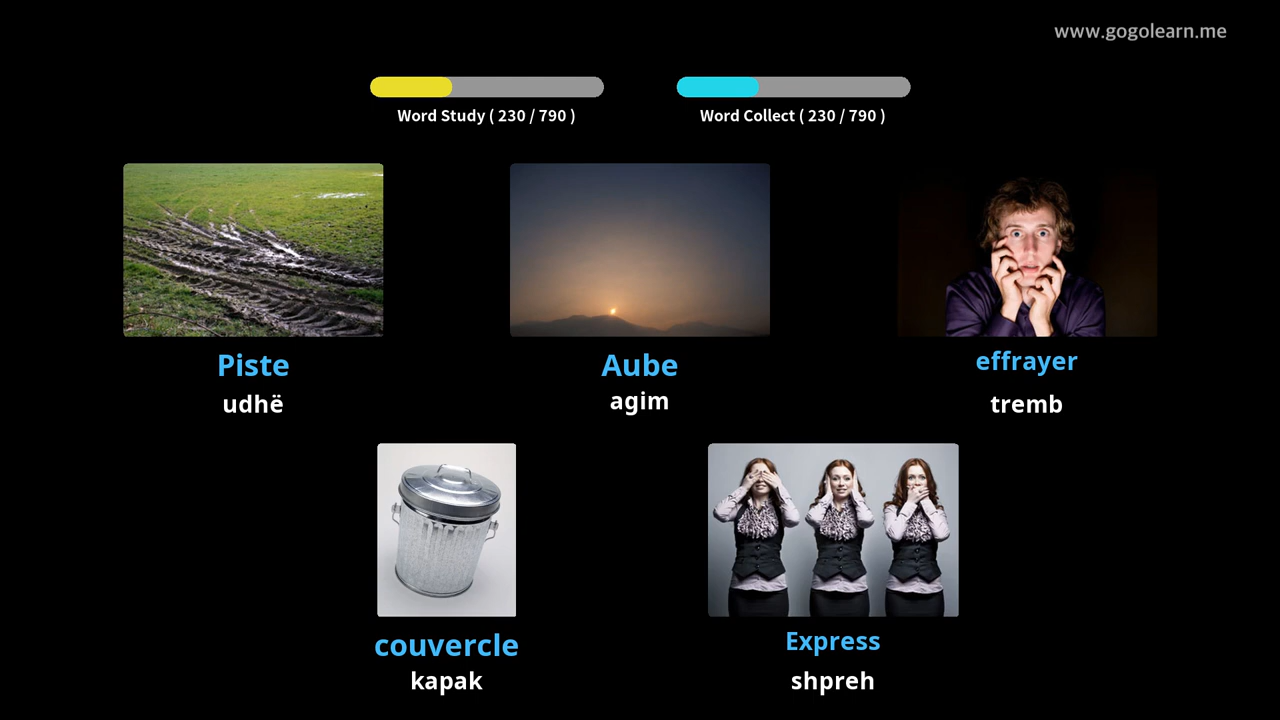 www.gogolearn.me
Word Study ( 230 / 790 )
Word Collect ( 230 / 790 )
Piste
udhë
Aube
agim
effrayer
tremb
couvercle
kapak
Express
shpreh